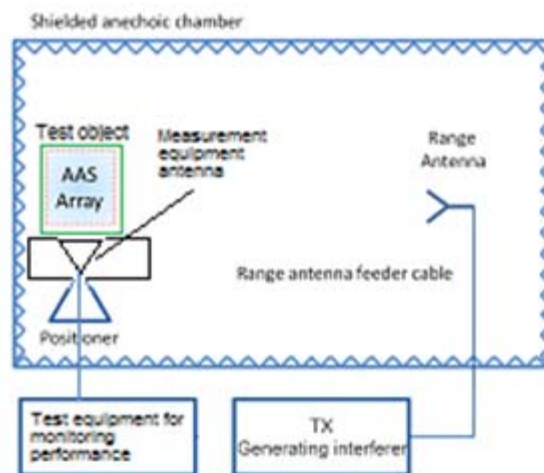 Shielded anechoic chamber
Test object
AAS
Array
Measurement
equipment
antenna
Range
Antenna
Range antenna feeder cable
Positioner
Test equipment for
monitoring
performance
TX
Generating interferer